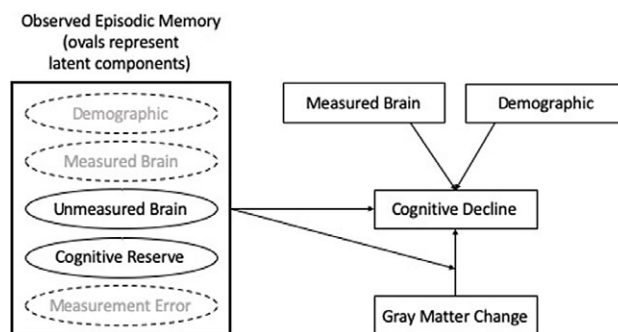 Observed Episodic Memory
(ovals represent
latent components)
Demographic
Measured Brain
Unmeasured Brain
Cognitive Reserve
Measurement Error
Measured Brain
Demographic
Cognitive Decline
Gray Matter Change